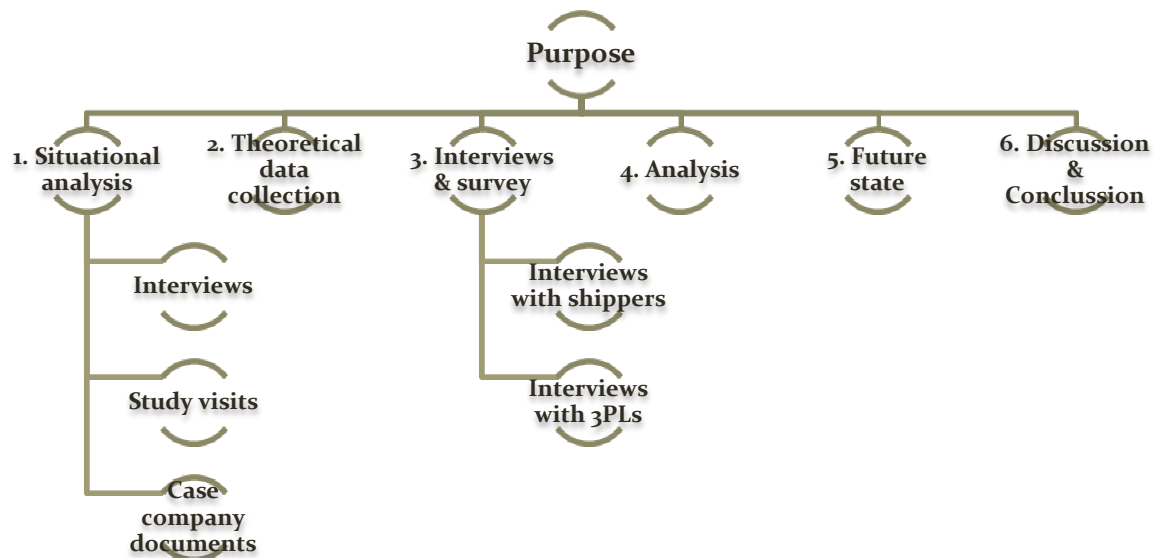 Purpose
1. Situational
analysis
2. Theoretical
data
collection
3. Interviews
& survey
4. Analysis
5. Future
state
6. Discussion
&
Conclussion
Interviews
Study visits
Case
company
documents
Interviews
with shippers
Interviews
with 3PLs